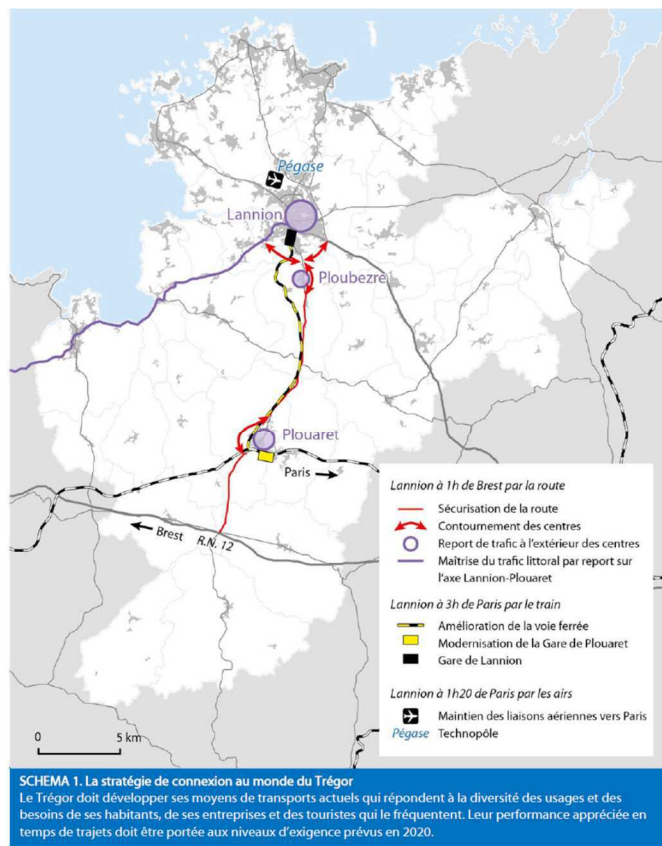 Pégase
Lannion
Ploubezre
Plouaret
Paris
Brest
R.N. 12
0 5 km
Lannion à 1h de Brest par la route
Sécurisation de la route
Contournement des centres
Report de trafic à l'extérieur des centres
Maîtrise du trafic littoral par report sur
l'axe Lannion-Plouaret
Lannion à 3h de Paris par le train
Amélioration de la voie ferrée
Modernisation de la Gare de Plouaret
Gare de Lannion
Lannion à 1h20 de Paris par les airs
Maintien des liaisons aériennes vers Paris
Pégase Technopôle
SCHEMA 1. La stratégie de connexion au monde du Trégor
Le Trégor doit développer ses moyens de transports actuels qui répondent à la diversité des usages et des
besoins de ses habitants, de ses entreprises et des touristes qui le fréquentent. Leur performance appréciée en
temps de trajets doit être portée aux niveaux d'exigence prévus en 2020.